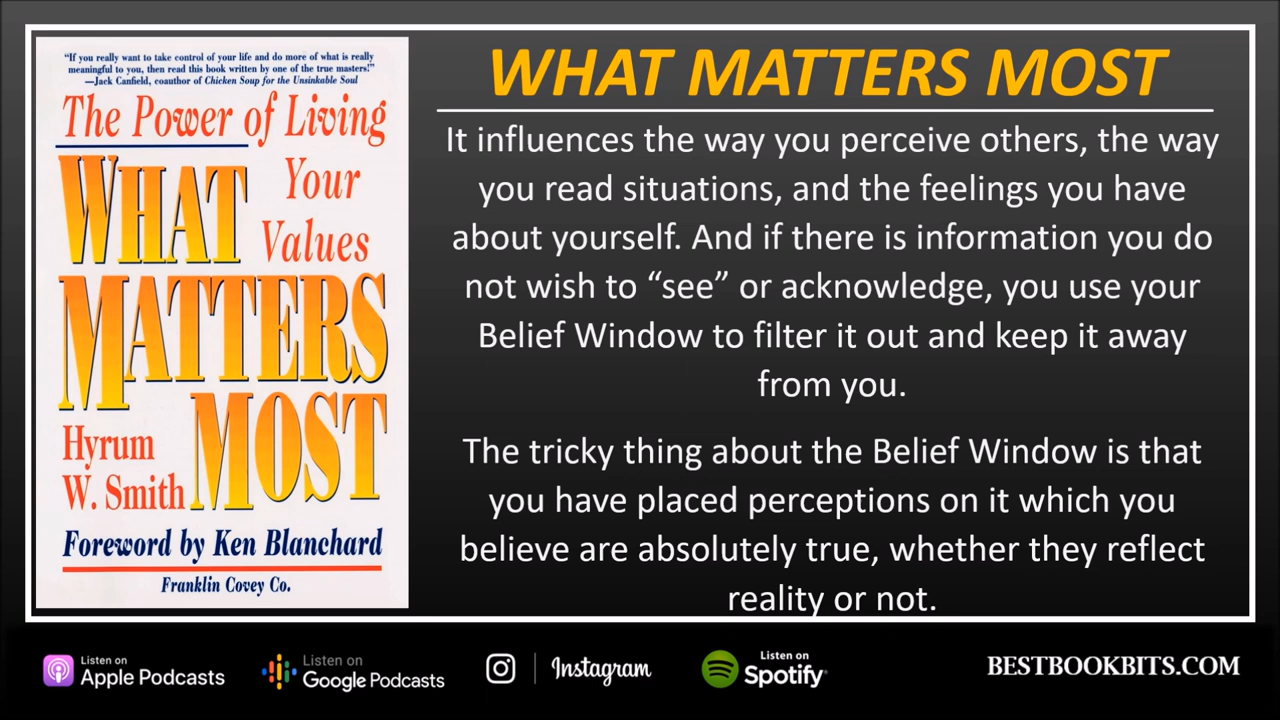 "If you really want to take control of your life and do more of what is really
meaningful to you, then read this book written by one of the true masters!"
—Jack Canfield, coauthor of Chicken Soup for the Unsinkable Soul
The Power of Living
Your
Values
WHAT
MATTERS
MOST
Hyrum
W. Smith
Foreword by Ken Blanchard
Franklin Covey Co.
WHAT MATTERS MOST
It influences the way you perceive others, the way
you read situations, and the feelings you have
about yourself. And if there is information you do
not wish to “see” or acknowledge, you use your
Belief Window to filter it out and keep it away
from you.
The tricky thing about the Belief Window is that
you have placed perceptions on it which you
believe are absolutely true, whether they reflect
reality or not.
Listen on
Apple Podcasts
Listen on
Google Podcasts
Instagram
Listen on
Spotify
BESTBOOKBITS.COM